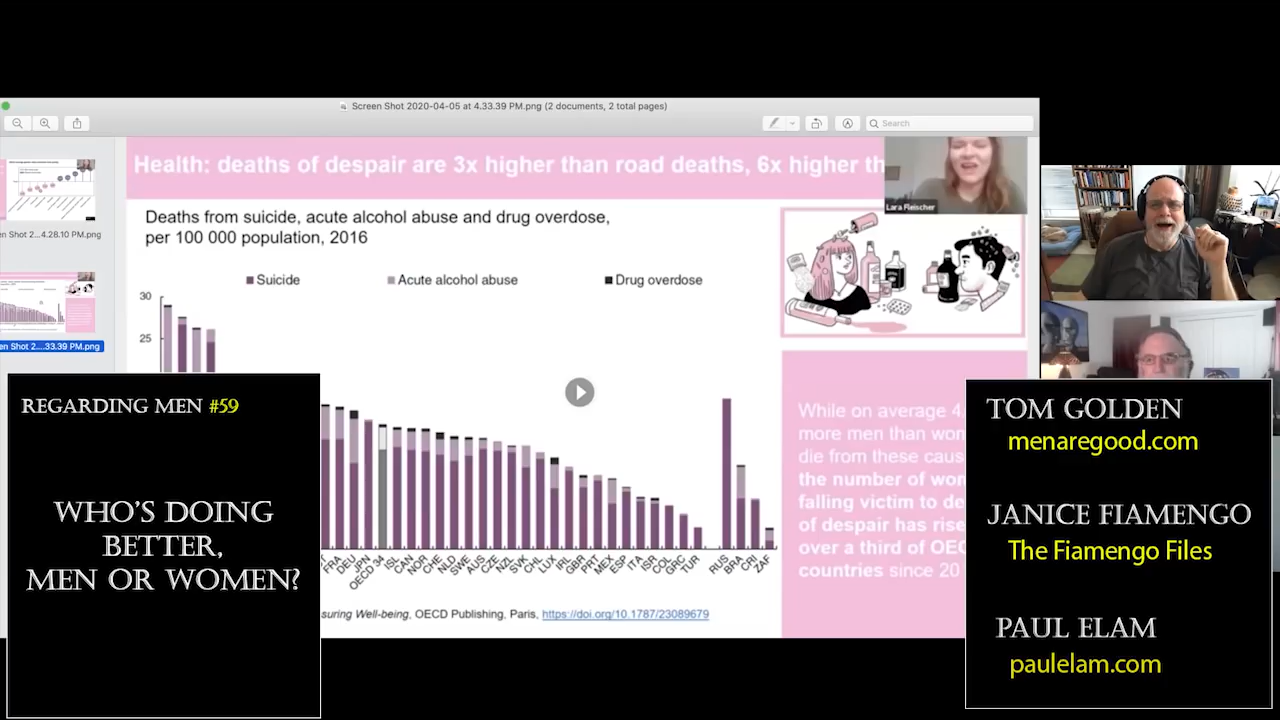 Screen Shot 2020-04-05 at 4.33.39 PM.png (2 documents, 2 total pages)
Search
Health: deaths of despair are 3x higher than road deaths, 6x higher th
Lara Fleischer
Deaths from suicide, acute alcohol abuse and drug overdose,
per 100 000 population, 2016
Suicide
Acute alcohol abuse
Drug overdose
30
25
en Shot 2...4.28.10 PM.png
en Shot 2....33.39 PM.png
FRA DEU JPN OECD 34 ISL CAN NOR CHE NLD SWE AUS CZE NZL SVK CHL LUX IRL GBR PRT MEX ESP ITA ISR COL GRC TUR RUS BRA CRI ZAF
suring Well-being, OECD Publishing, Paris, https://doi.org/10.1787/23089679
While on average 4
more men than wom
die from these caus
the number of wom
falling victim to de
of despair has rise
over a third of OEC
countries since 20
REGARDING MEN #59
WHO'S DOING
BETTER,
MEN OR WOMEN?
TOM GOLDEN
menaregood.com
JANICE FIAMENGO
The Fiamengo Files
PAUL ELAM
paulelam.com